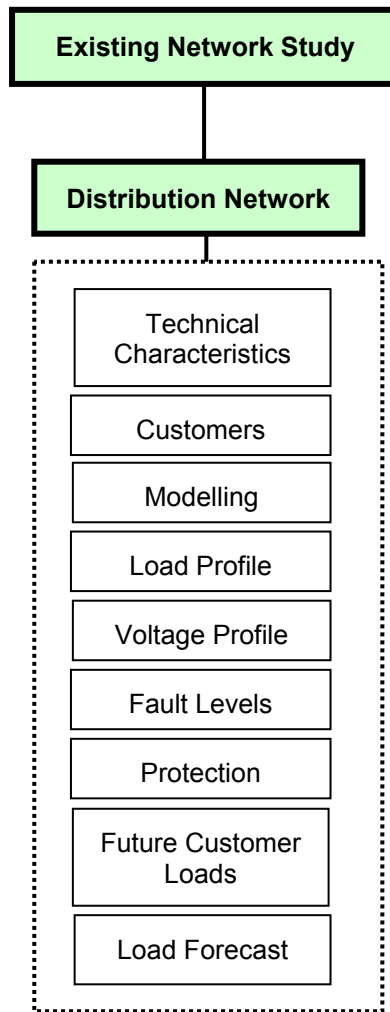 Existing Network Study
Distribution Network
Technical
Characteristics
Customers
Modelling
Load Profile
Voltage Profile
Fault Levels
Protection
Future Customer
Loads
Load Forecast